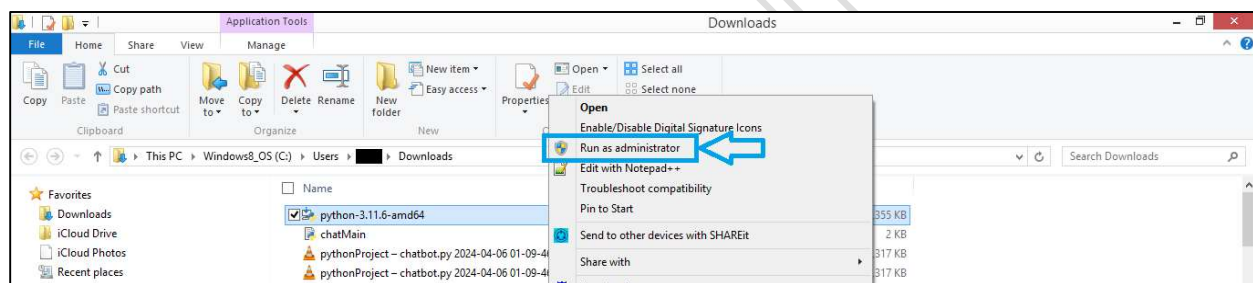 Application Tools
Downloads
File Home Share View Manage
Cut
Copy path
Paste shortcut
Copy Paste
Clipboard
Move to
Copy to
Delete Rename
Organize
New item
Easy access
New folder
New
Properties
Open
Edit
Select all
Select none
Open
Enable/Disable Digital Signature Icons
Run as administrator
Edit with Notepad++
Troubleshoot compatibility
Pin to Start
Send to other devices with SHAREit
Share with
This PC Windows8_OS (C:) Users Downloads
Search Downloads
Favorites
Downloads
iCloud Drive
iCloud Photos
Recent places
Name
python-3.11.6-amd64
355 KB
chatMain
2 KB
pythonProject – chatbot.py 2024-04-06 01-09-4
317 KB
pythonProject – chatbot.py 2024-04-06 01-09-4
317 KB